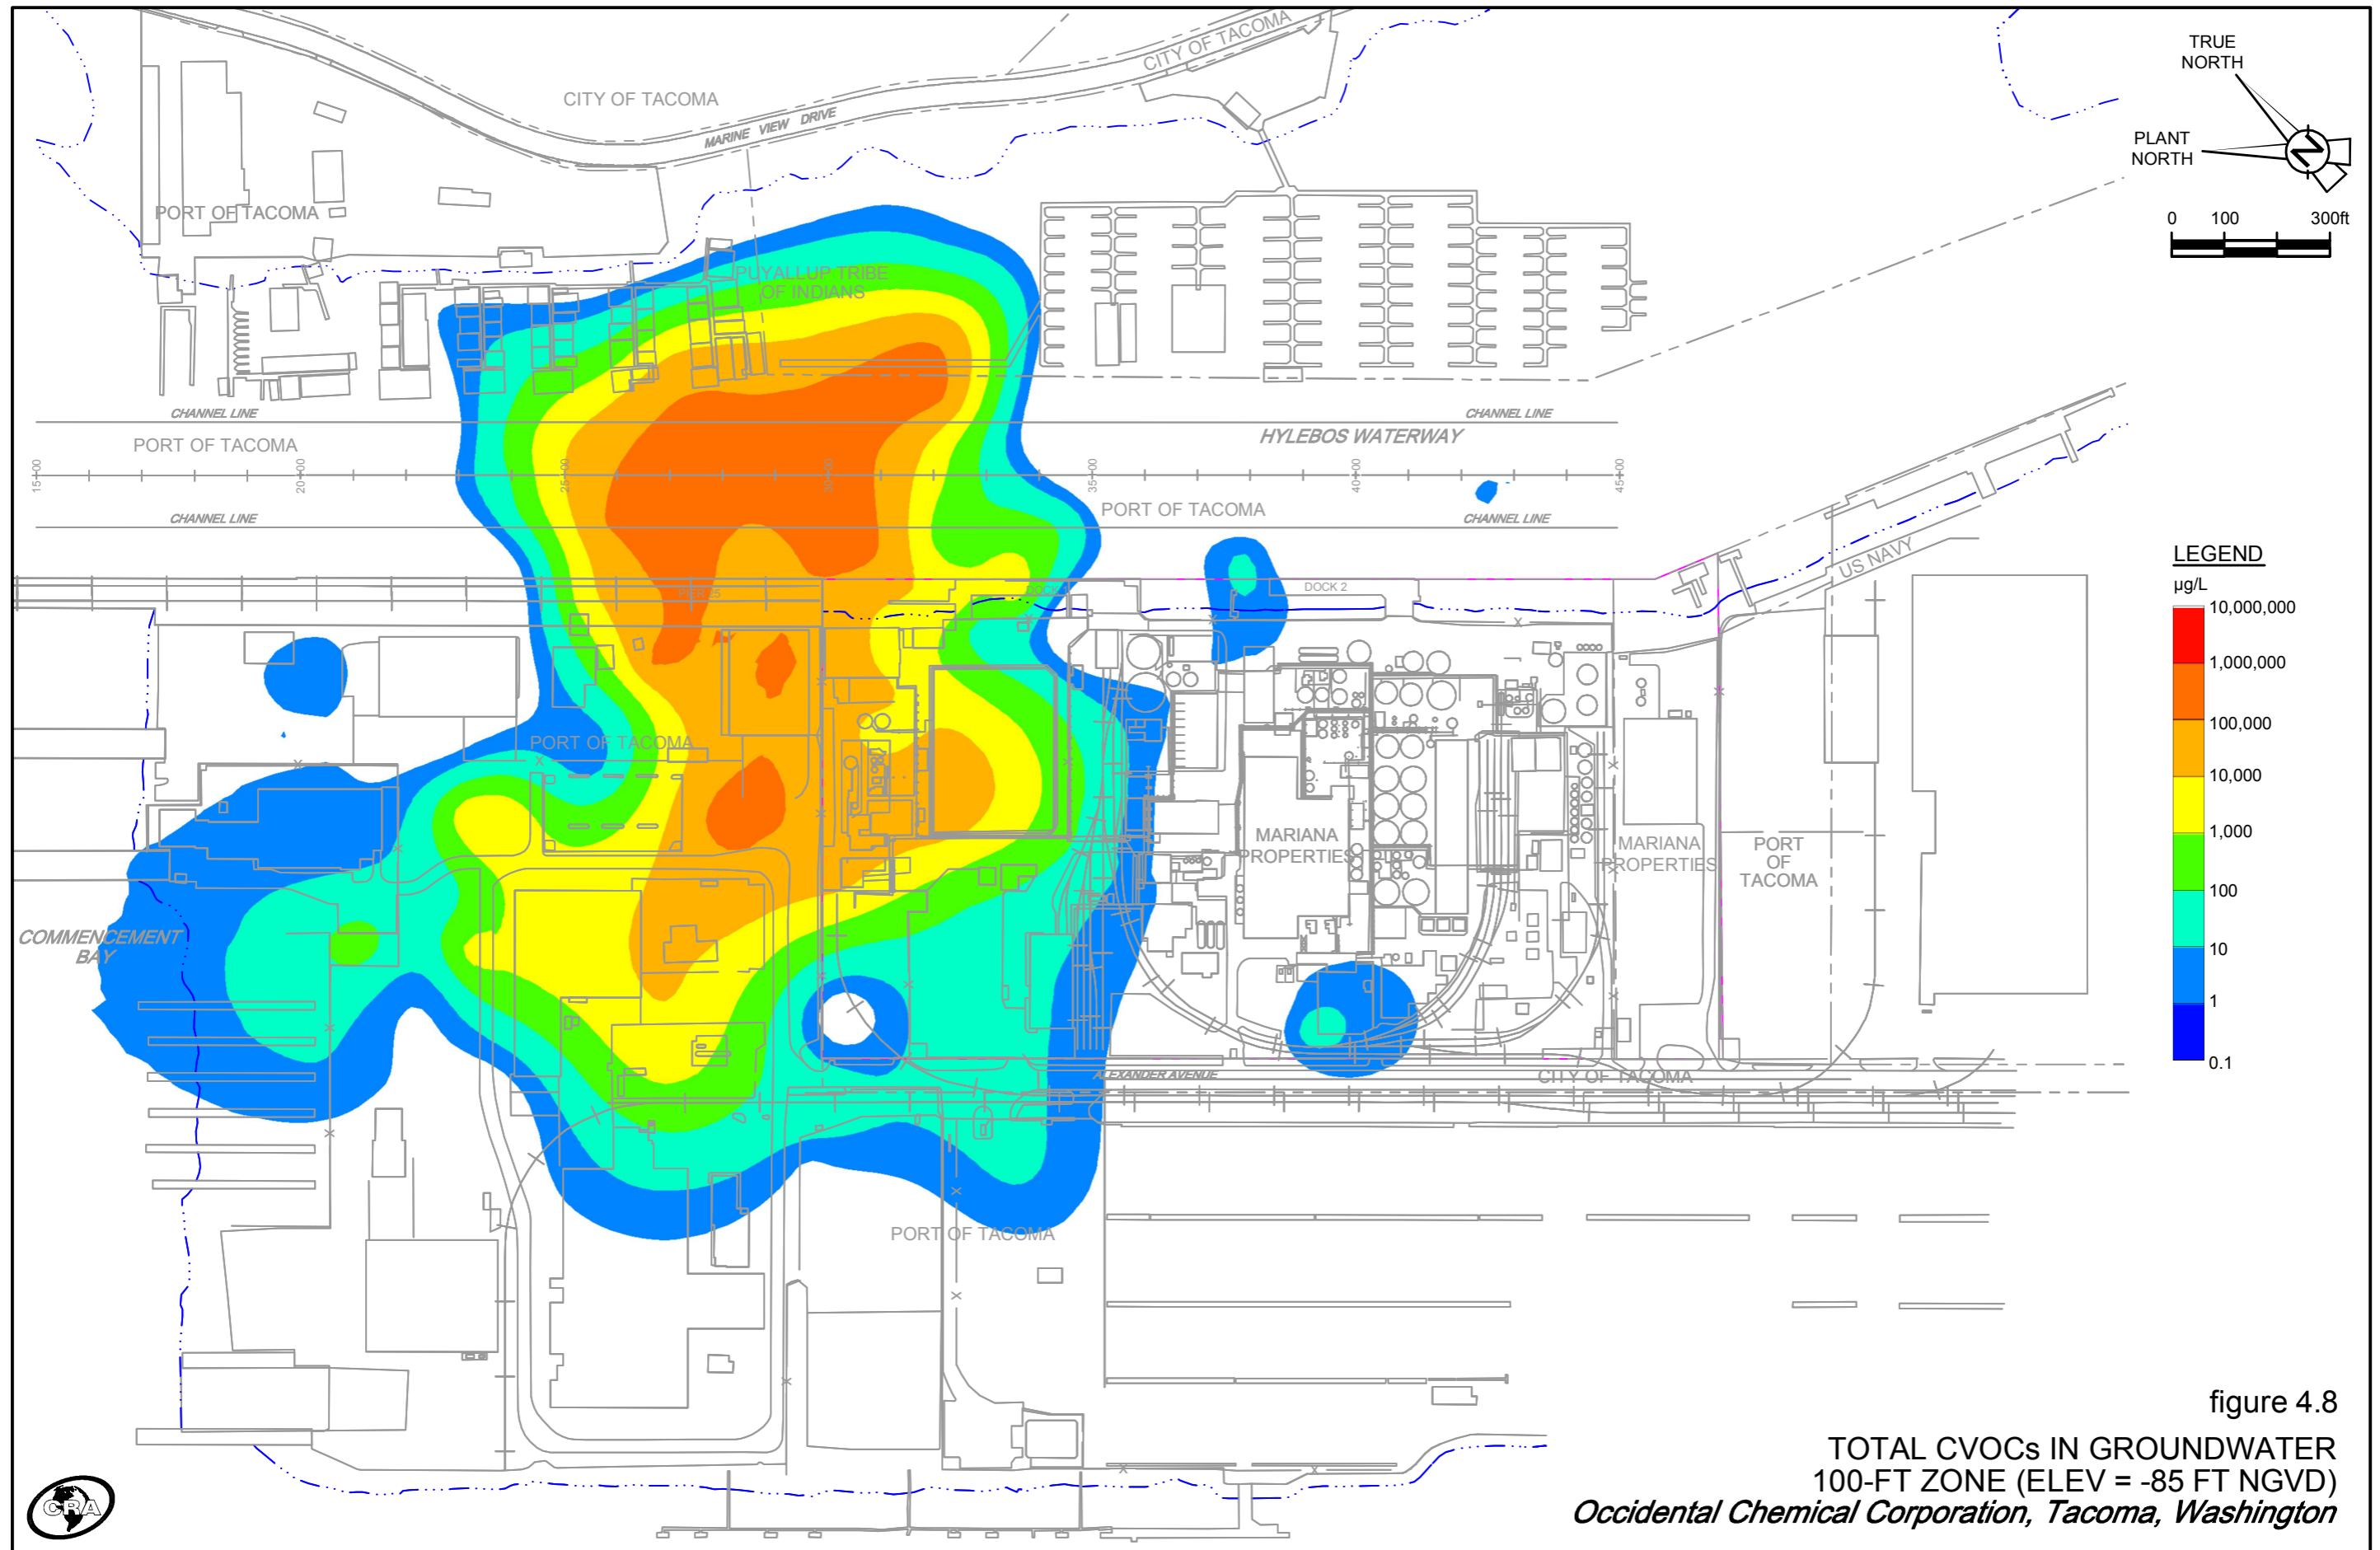 CITY OF TACOMA
CITY OF TACOMA
MARINE VIEW DRIVE
TRUE
NORTH
PLANT
NORTH
N
0 100 300ft
PORT OF TACOMA
PUYALLUP TRIBE
OF INDIANS
CHANNEL LINE
CHANNEL LINE
PORT OF TACOMA
HYLEBOS WATERWAY
15+00
20+00
25+00
30+00
35+00
40+00
45+00
PORT OF TACOMA
CHANNEL LINE
CHANNEL LINE
US NAVY
LEGEND
µg/L
10,000,000
1,000,000
100,000
10,000
1,000
100
10
1
0.1
PIER 25
DOCK 2
PORT OF TACOMA
MARIANA
PROPERTIES
MARIANA
PROPERTIES
PORT
OF
TACOMA
COMMENCEMENT
BAY
ALEXANDER AVENUE
CITY OF TACOMA
PORT OF TACOMA
figure 4.8
TOTAL CVOCs IN GROUNDWATER
100-FT ZONE (ELEV = -85 FT NGVD)
Occidental Chemical Corporation, Tacoma, Washington
CRA